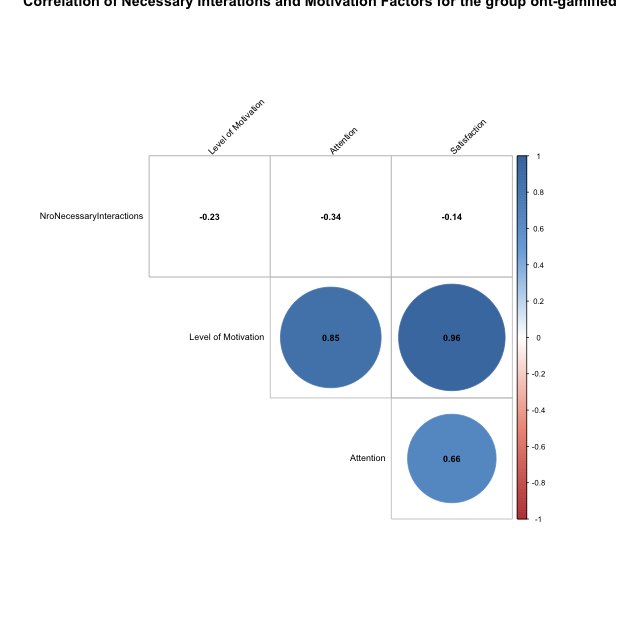 Correlation of Necessary Interations and Motivation Factors for the group ont-gamified
Level of Motivation
Attention
Satisfaction
NroNecessaryInteractions
-0.23
-0.34
-0.14
Level of Motivation
0.85
0.96
Attention
0.66
1
0.8
0.6
0.4
0.2
0
-0.2
-0.4
-0.6
-0.8
-1